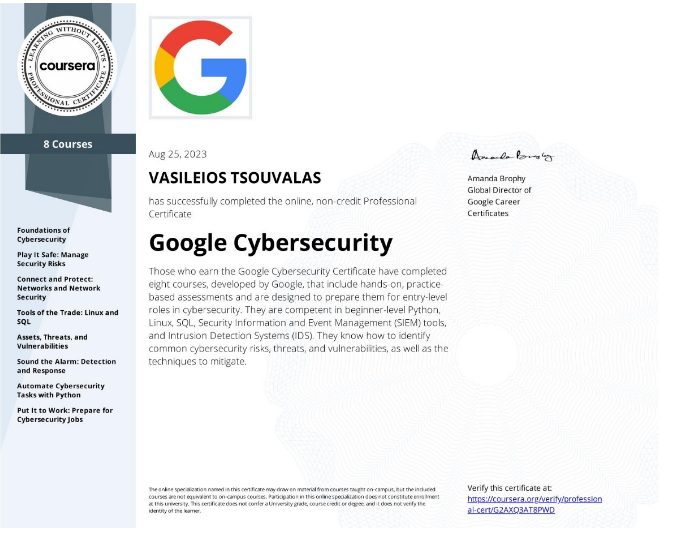 LEARNING WITHOUT LIMITS
coursera
PROFESSIONAL CERTIFICATE
8 Courses
Foundations of
Cybersecurity
Play It Safe: Manage
Security Risks
Connect and Protect:
Networks and Network
Security
Tools of the Trade: Linux and
SQL
Assets, Threats, and
Vulnerabilities
Sound the Alarm: Detection
and Response
Automate Cybersecurity
Tasks with Python
Put It to Work: Prepare for
Cybersecurity Jobs
G
Aug 25, 2023
VASILEIOS TSOUVALAS
has successfully completed the online, non-credit Professional
Certificate
Google Cybersecurity
Those who earn the Google Cybersecurity Certificate have completed
eight courses, developed by Google, that include hands-on, practice-
based assessments and are designed to prepare them for entry-level
roles in cybersecurity. They are competent in beginner-level Python,
Linux, SQL, Security Information and Event Management (SIEM) tools,
and Intrusion Detection Systems (IDS). They know how to identify
common cybersecurity risks, threats, and vulnerabilities, as well as the
techniques to mitigate.
Amanda Brophy
Amanda Brophy
Global Director of
Google Career
Certificates
The online specialization named in this certificate may draw on material from courses taught on-campus, but the included
courses are not equivalent to on-campus courses. Participation in this online specialization does not constitute enrollment
at this university. This certificate does not confer a University grade, course credit or degree, and it does not verify the
identity of the learner.
Verify this certificate at:
https://coursera.org/verify/profession
al-cert/G2AXQ3AT8PWD